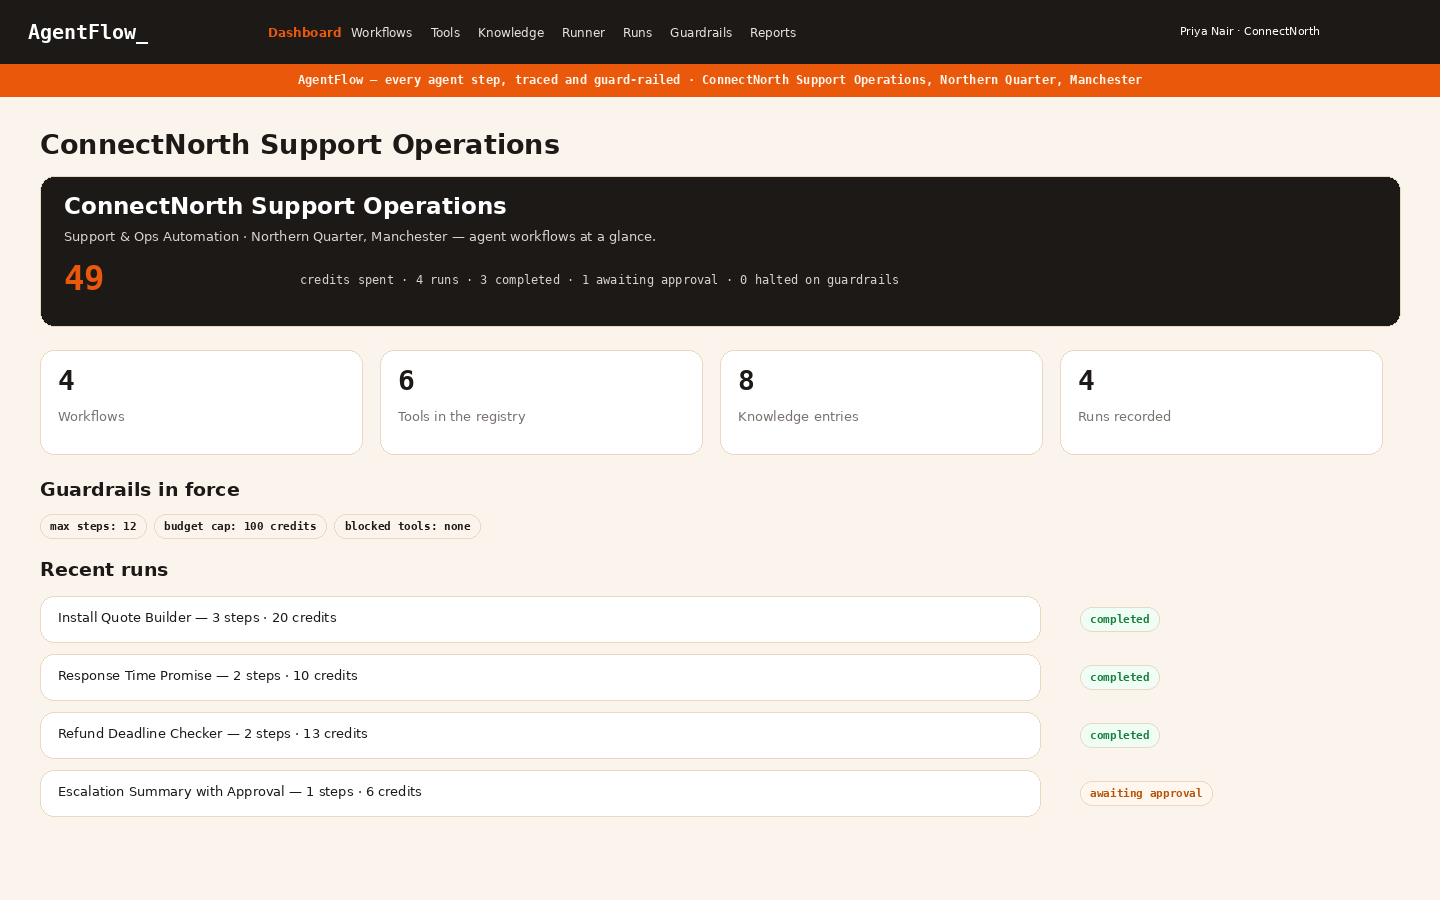 AgentFlow_
Dashboard Workflows Tools Knowledge Runner Runs Guardrails Reports
Priya Nair · ConnectNorth
AgentFlow — every agent step, traced and guard-railed · ConnectNorth Support Operations, Northern Quarter, Manchester
ConnectNorth Support Operations
ConnectNorth Support Operations
Support & Ops Automation · Northern Quarter, Manchester — agent workflows at a glance.
49 credits spent · 4 runs · 3 completed · 1 awaiting approval · 0 halted on guardrails
4
Workflows
6
Tools in the registry
8
Knowledge entries
4
Runs recorded
Guardrails in force
max steps: 12
budget cap: 100 credits
blocked tools: none
Recent runs
Install Quote Builder — 3 steps · 20 credits
completed
Response Time Promise — 2 steps · 10 credits
completed
Refund Deadline Checker — 2 steps · 13 credits
completed
Escalation Summary with Approval — 1 steps · 6 credits
awaiting approval